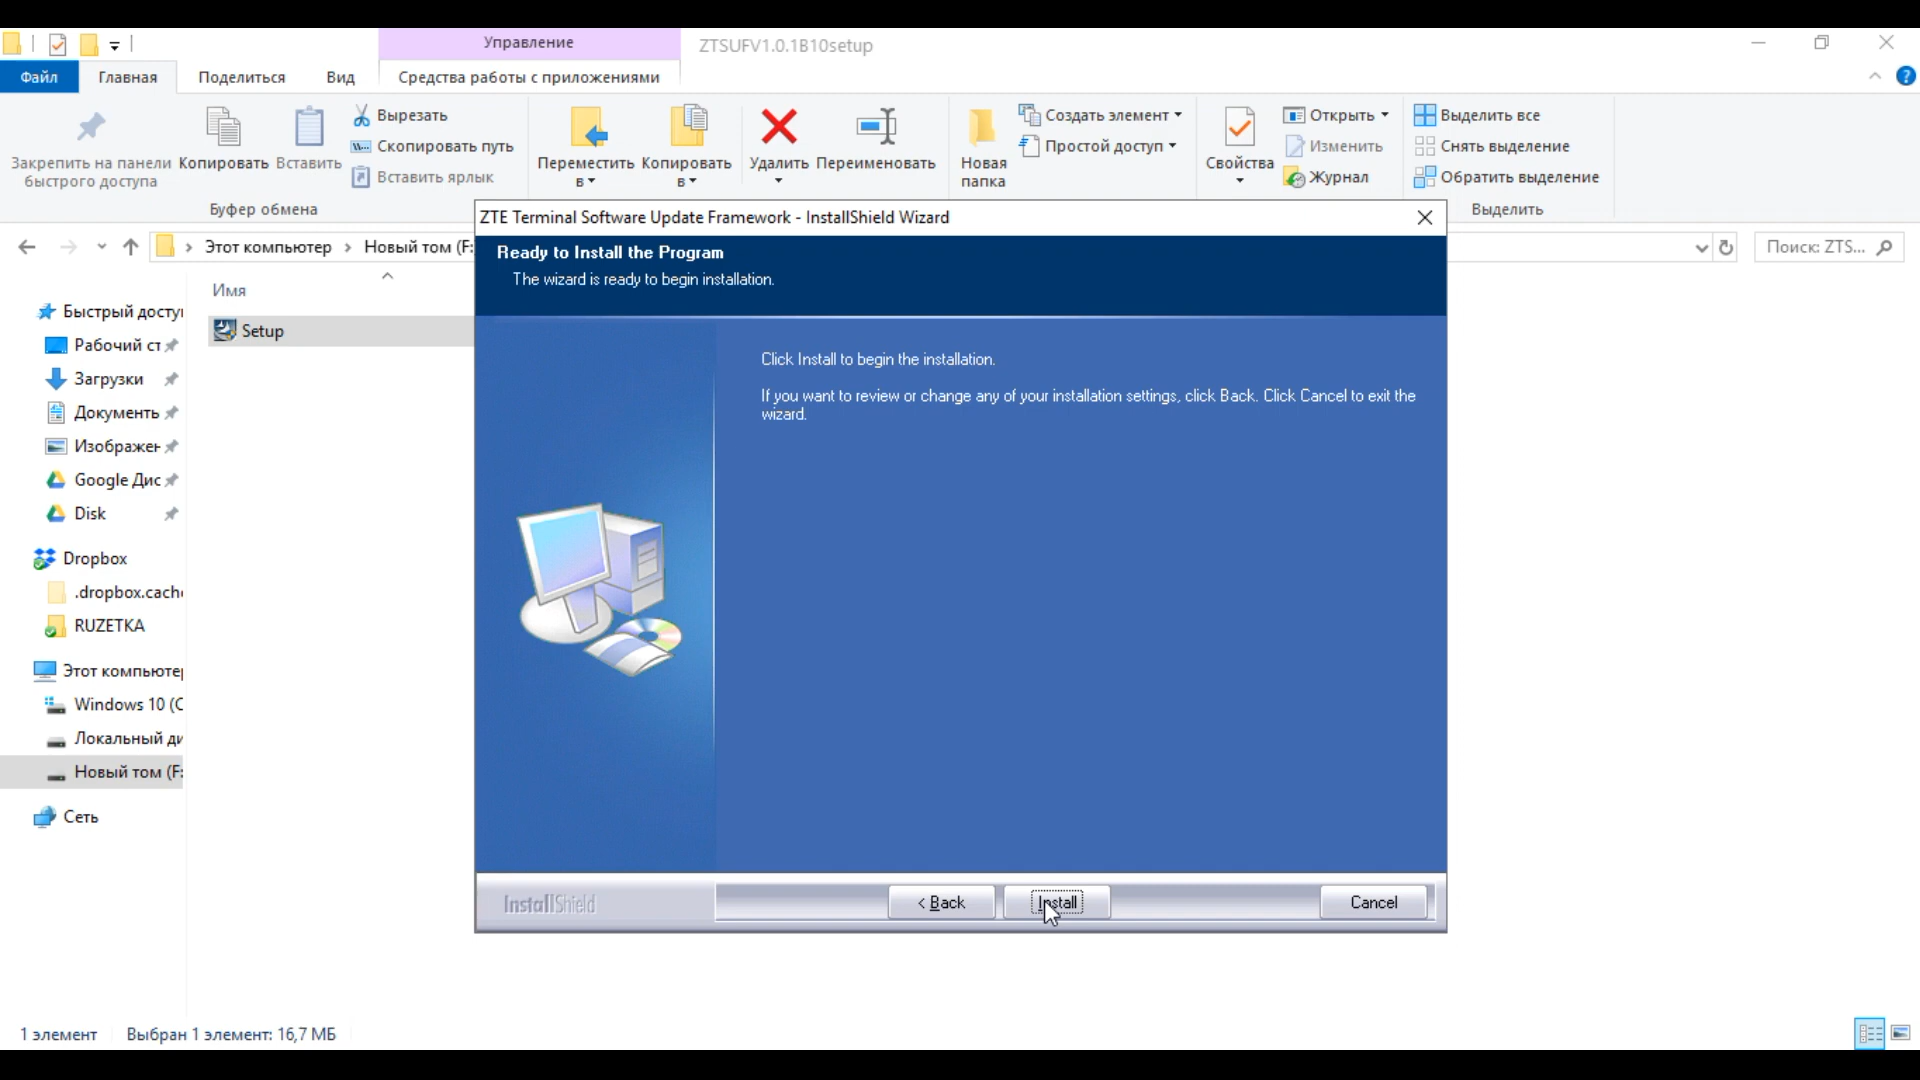 Управление
ZTSUFV1.0.1B10setup
Файл
Главная
Поделиться
Вид
Средства работы с приложениями
Закрепить на панели
быстрого доступа
Копировать
Вставить
Вырезать
Скопировать путь
Вставить ярлык
Буфер обмена
Переместить
в
Копировать
в
Удалить
Переименовать
Новая
папка
Создать элемент
Простой доступ
Свойства
Открыть
Изменить
Журнал
Выделить все
Снять выделение
Обратить выделение
Выделить
Этот компьютер
Новый том (F:
Поиск: ZTS...
Имя
Setup
Быстрый досту
Рабочий ст
Загрузки
Документь
Изображен
Google Дис
Disk
Dropbox
.dropbox.cach
RUZETKA
Этот компьюте
Windows 10 (C
Локальный ди
Новый том (F:
Сеть
ZTE Terminal Software Update Framework - InstallShield Wizard
Ready to Install the Program
The wizard is ready to begin installation.
Click Install to begin the installation.
If you want to review or change any of your installation settings, click Back. Click Cancel to exit the
wizard.
InstallShield
< Back
Install
Cancel
1 элемент
Выбран 1 элемент: 16,7 МБ